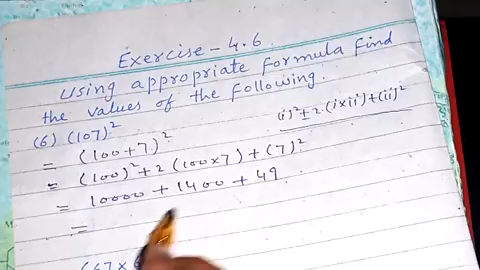 Exercise - 4.6
Using appropriate formula find
the values of the following.
(6) (107)²
(i)²±2(i×ii)+(ii)²
= (100+7)²
= (100)²+2(100×7)+(7)²
= 10000+1400+49
=